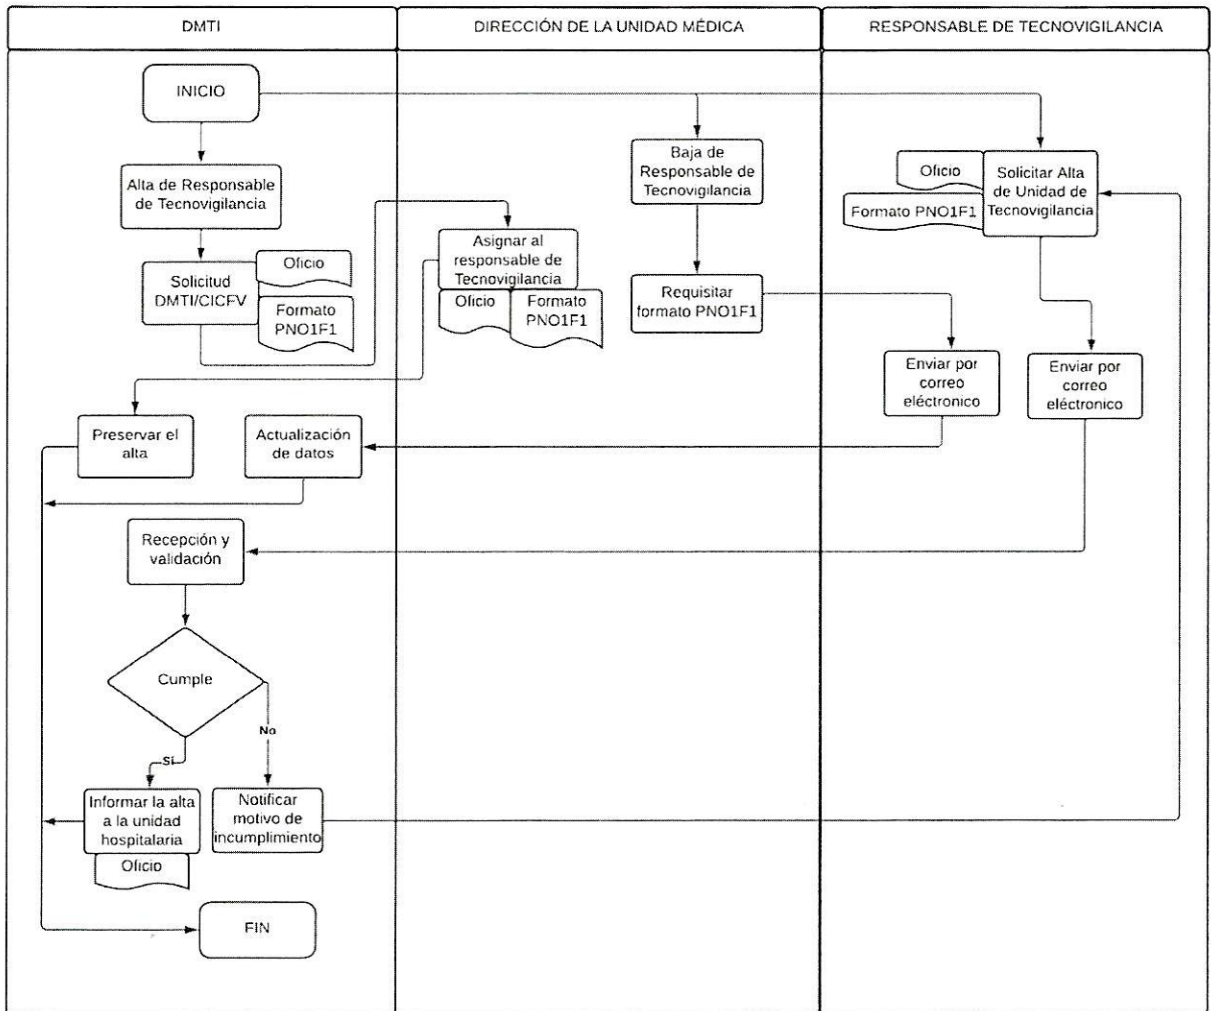 DMTI
DIRECCIÓN DE LA UNIDAD MÉDICA
RESPONSABLE DE TECNOVIGILANCIA
INICIO
Alta de Responsable
de Tecnovigilancia
Solicitud
DMTI/CICFV
Oficio
Formato
PNO1F1
Asignar al
responsable de
Tecnovigilancia
Oficio
Formato
PNO1F1
Baja de
Responsable de
Tecnovigilancia
Requisitar
formato PNO1F1
Oficio
Formato PNO1F1
Solicitar Alta
de Unidad de
Tecnovigilancia
Enviar por
correo
eléctronico
Enviar por
correo
eléctronico
Preservar el
alta
Actualización
de datos
Recepción y
validación
Cumple
No
Sí
Informar la alta
a la unidad
hospitalaria
Oficio
Notificar
motivo de
incumplimiento
FIN